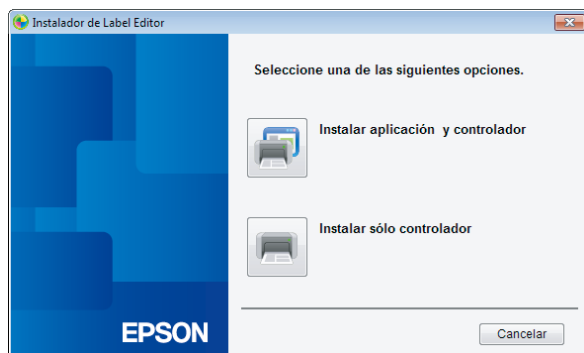 Instalador de Label Editor
Seleccione una de las siguientes opciones.
Instalar aplicación y controlador
Instalar sólo controlador
EPSON
Cancelar